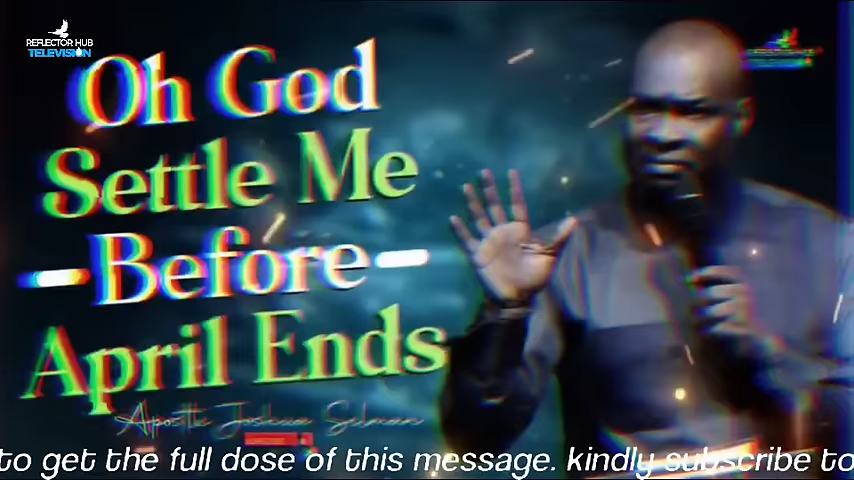 REFLECTOR HUB
TELEVISION
Oh God
Settle Me
Before
April Ends
Apostle Joshua Selman
to get the full dose of this message. kindly subscribe to